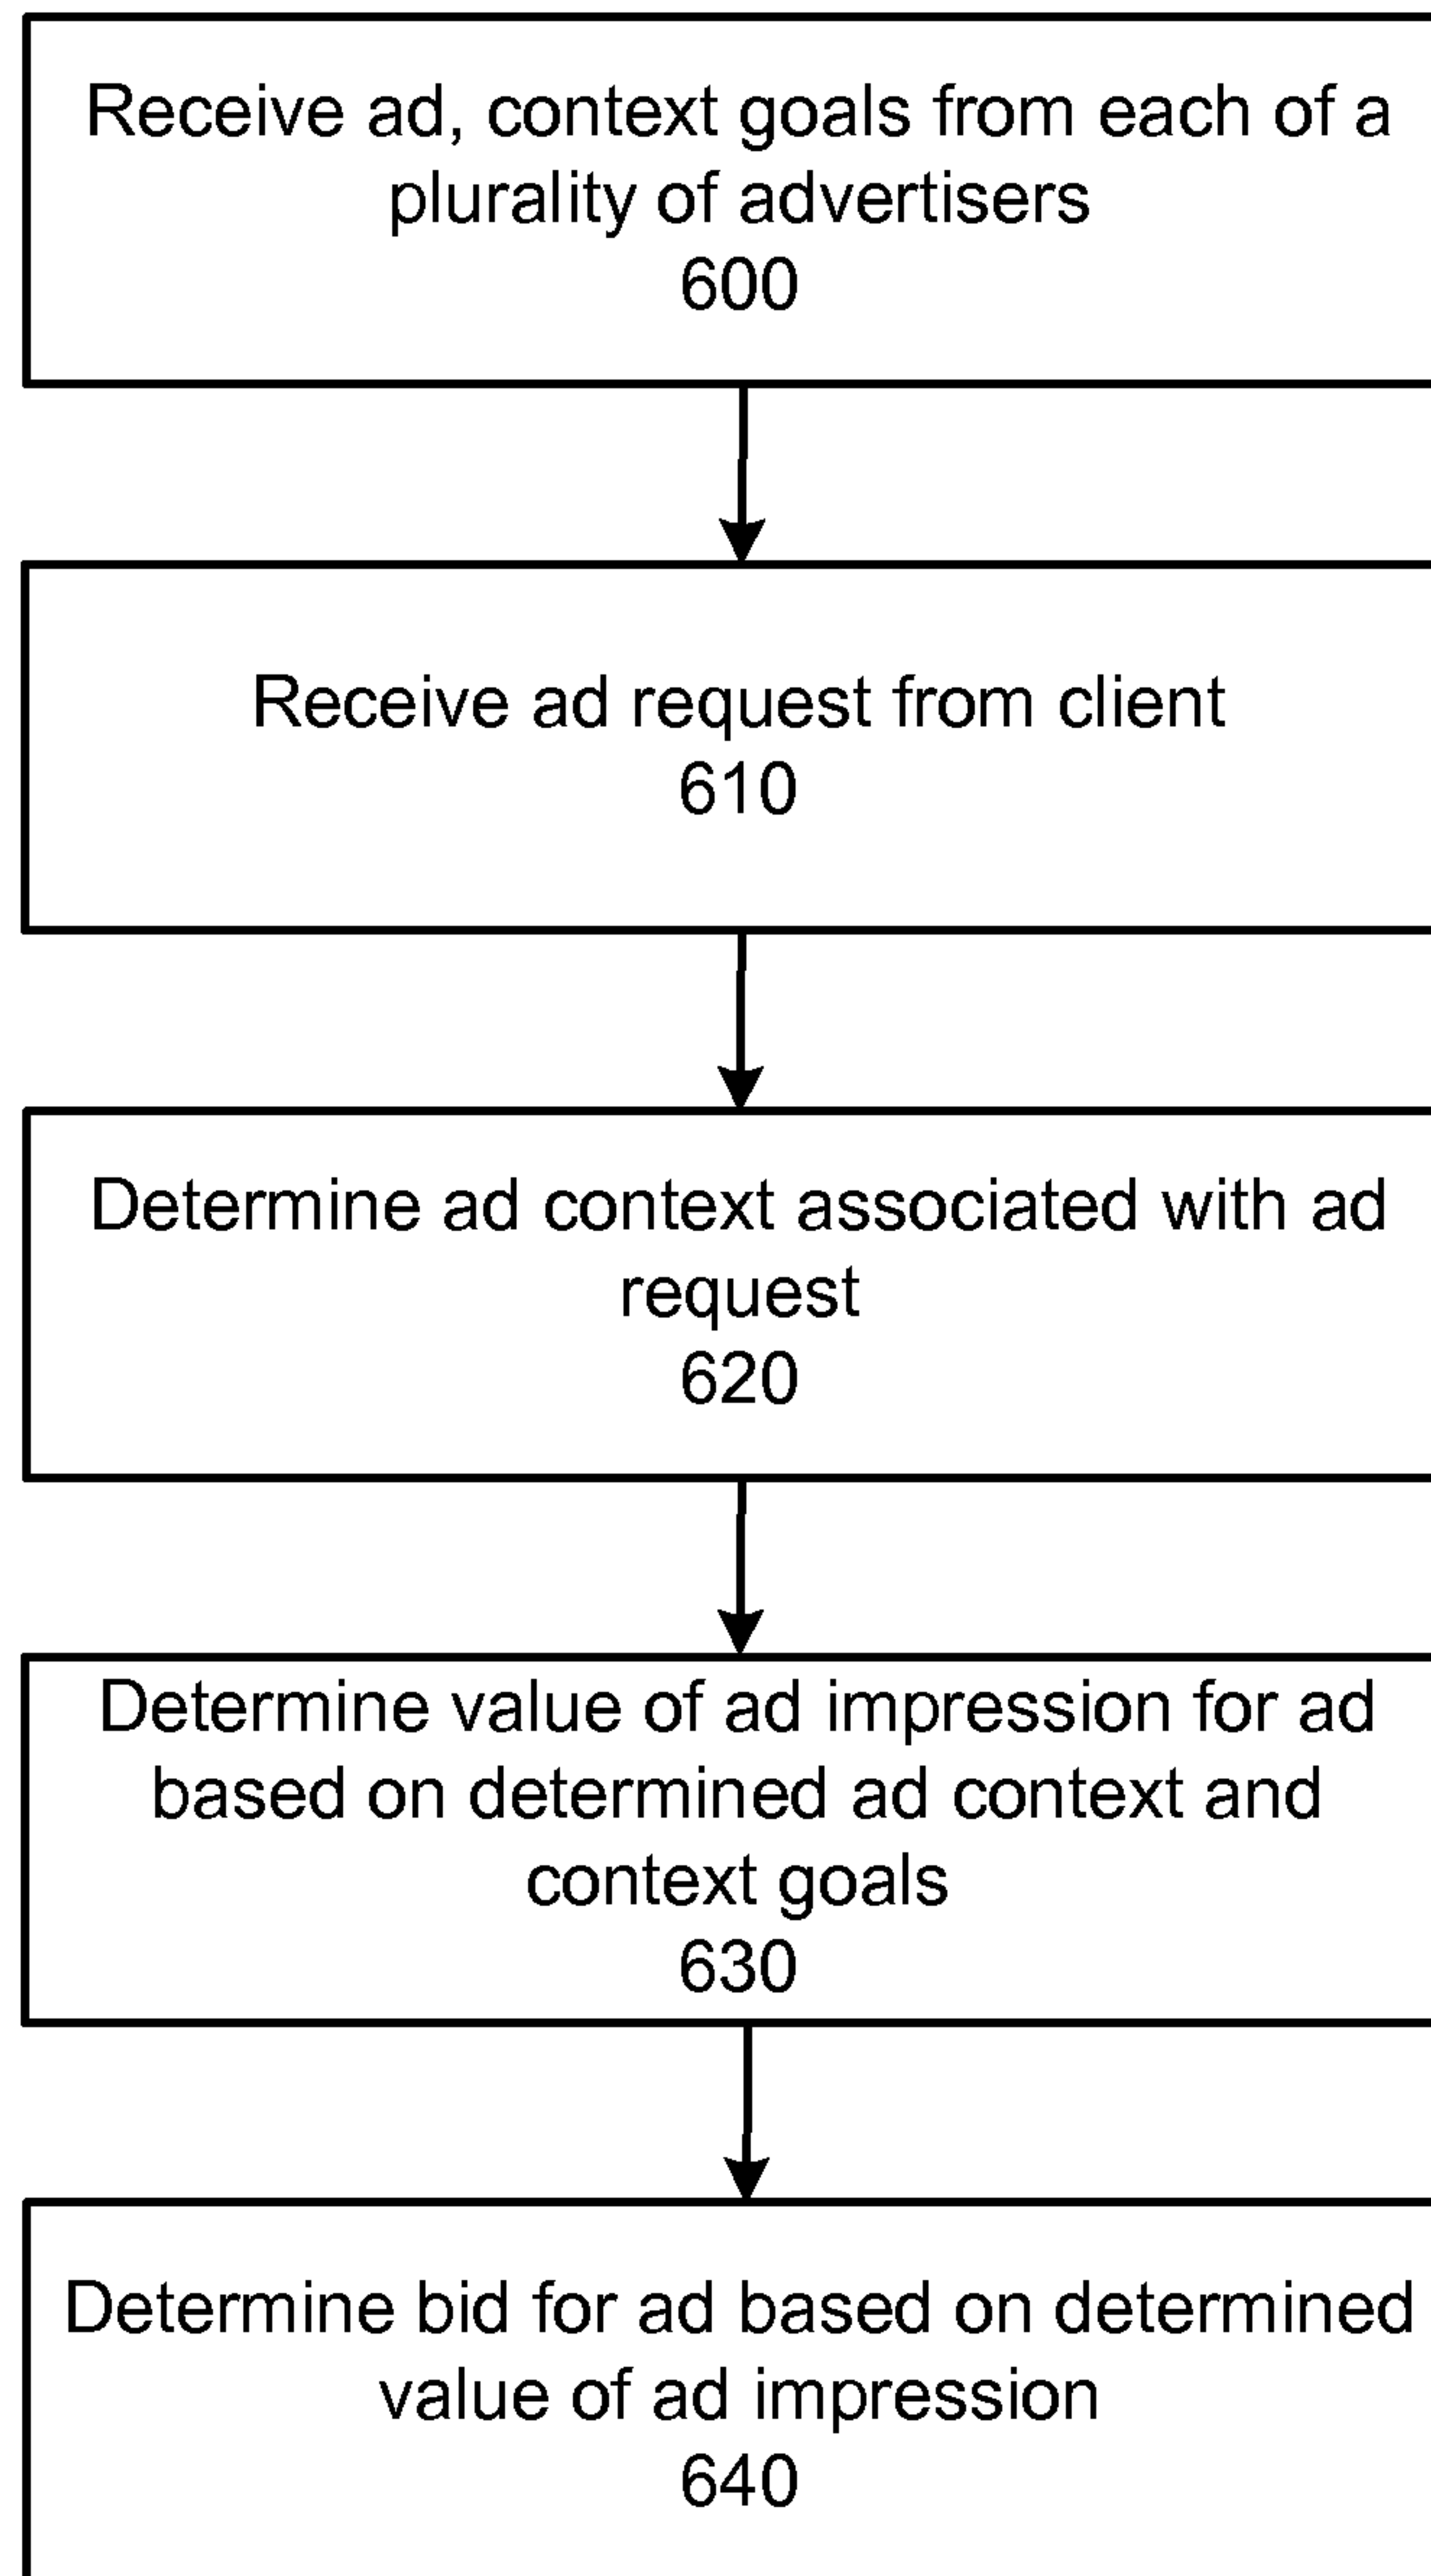 Receive ad, context goals from each of a
plurality of advertisers
600
Receive ad request from client
610
Determine ad context associated with ad
request
620
Determine value of ad impression for ad
based on determined ad context and
context goals
630
Determine bid for ad based on determined
value of ad impression
640